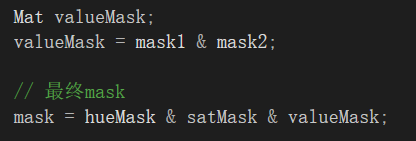 Mat valueMask;
valueMask = mask1 & mask2;
// 最终mask
mask = hueMask & satMask & valueMask;